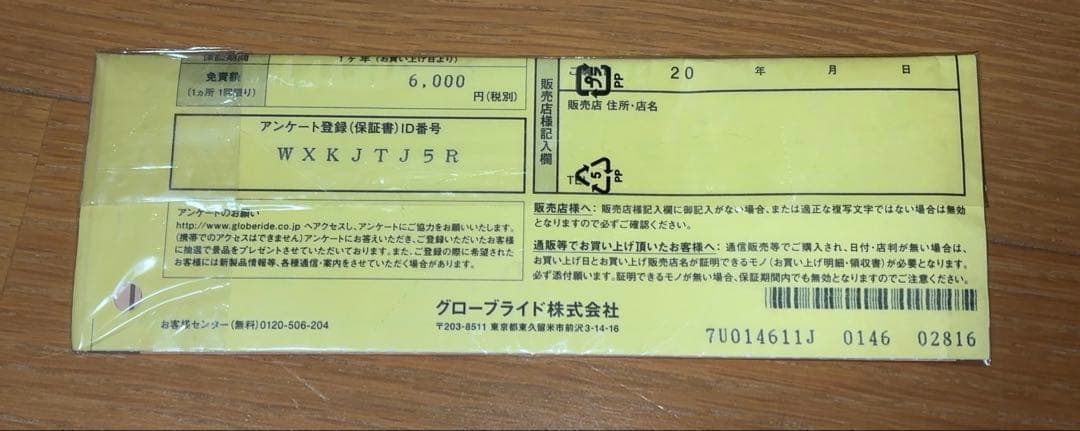 保証期間
1ヶ年(お買い上げ日より)
免責額
(1ヵ所 1回限り)
6,000
円(税別)
アンケート登録(保証書)ID番号
WXKJTJ5R
アンケートのお願い
http://www.globeride.co.jp へアクセスし、アンケートにご協力をお願いいたします。
(携帯でのアクセスはできません)アンケートにお答えいただき、ご登録いただいたお客様
に抽選で景品をプレゼントさせていただいております。また、ご登録の際に希望された
お客様には新製品情報等、各種通信・案内をさせていただく場合があります。
お客様センター(無料)0120-506-204
販売店様記入欄
20 年 月 日
PP
販売店 住所・店名
5
PP
販売店様へ:販売店様記入欄に御記入がない場合、または適正な複写文字ではない場合は無効
となりますので必ずご確認ください。
通販等でお買い上げ頂いたお客様へ:通信販売等でご購入され、日付・店判が無い場合は、
お買い上げ日とお買い上げ販売店名が証明できるモノ(お買い上げ明細・領収書)が必要となります。
必ず添付願います。証明できるモノが無い場合、保証期間内でも無効となりますのでご注意ください。
グローブライド株式会社
〒203-8511 東京都東久留米市前沢3-14-16
7U014611J 0146 02816